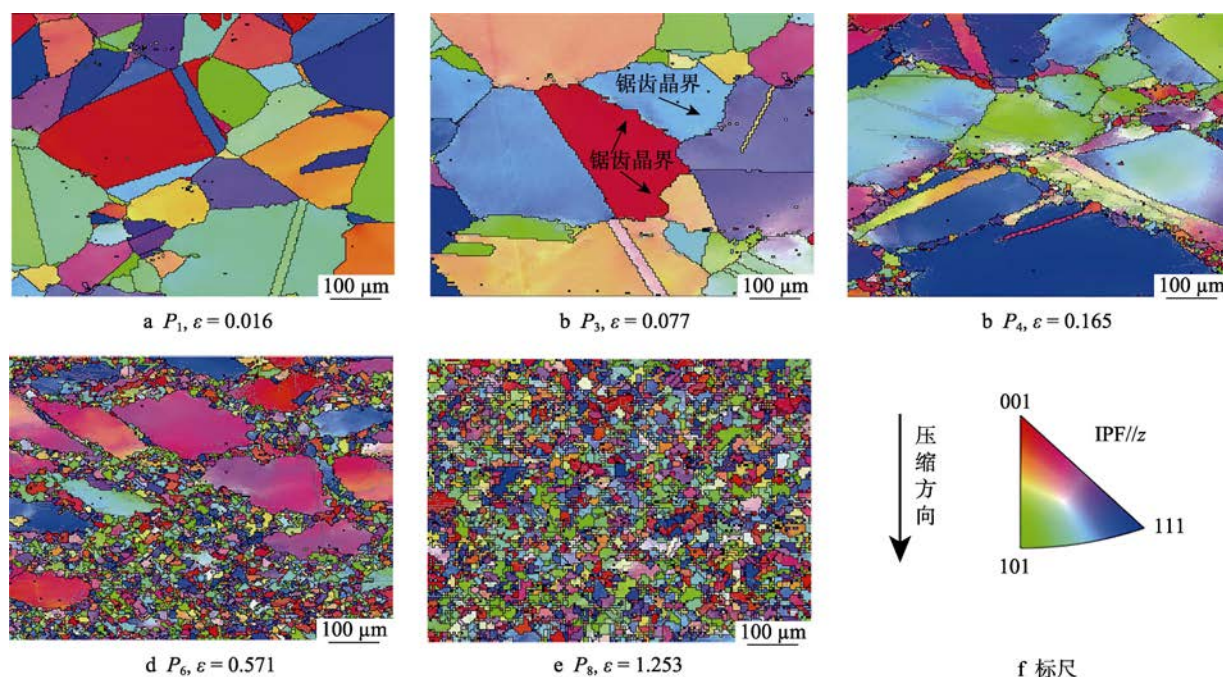 100 μm
a P₁, ε = 0.016
锯齿晶界
锯齿晶界
100 μm
b P₃, ε = 0.077
100 μm
b P₄, ε = 0.165
100 μm
d P₆, ε = 0.571
100 μm
e P₈, ε = 1.253
压缩方向
001
IPF//z
111
101
f 标尺